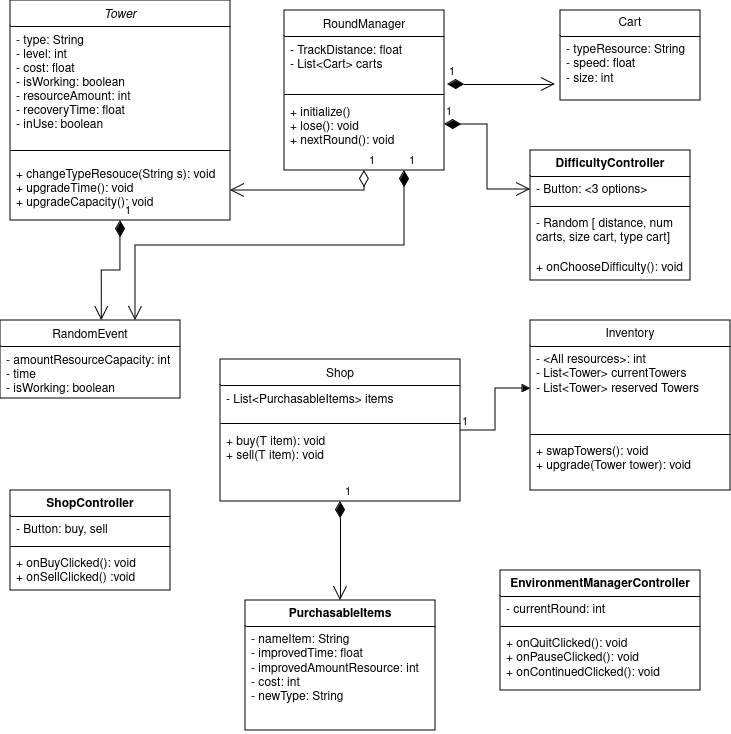 Tower
- type: String
- level: int
- cost: float
- isWorking: boolean
- resourceAmount: int
- recoveryTime: float
- inUse: boolean
+ changeTypeResouce(String s): void
+ upgradeTime(): void
+ upgradeCapacity(): void
1
RoundManager
- TrackDistance: float
- List<Cart> carts
+ initialize()
+ lose(): void
+ nextRound(): void
1
1
1
1
Cart
- typeResource: String
- speed: float
- size: int
DifficultyController
- Button: <3 options>
- Random [ distance, num
carts, size cart, type cart]
+ onChooseDifficulty(): void
RandomEvent
- amountResourceCapacity: int
- time
- isWorking: boolean
Shop
- List<PurchasableItems> items
+ buy(T item): void
+ sell(T item): void
1
1
Inventory
- <All resources>: int
- List<Tower> currentTowers
- List<Tower> reserved Towers
+ swapTowers(): void
+ upgrade(Tower tower): void
ShopController
- Button: buy, sell
+ onBuyClicked(): void
+ onSellClicked() :void
PurchasableItems
- nameItem: String
- improvedTime: float
- improvedAmountResource: int
- cost: int
- newType: String
EnvironmentManagerController
- currentRound: int
+ onQuitClicked(): void
+ onPauseClicked(): void
+ onContinuedClicked(): void